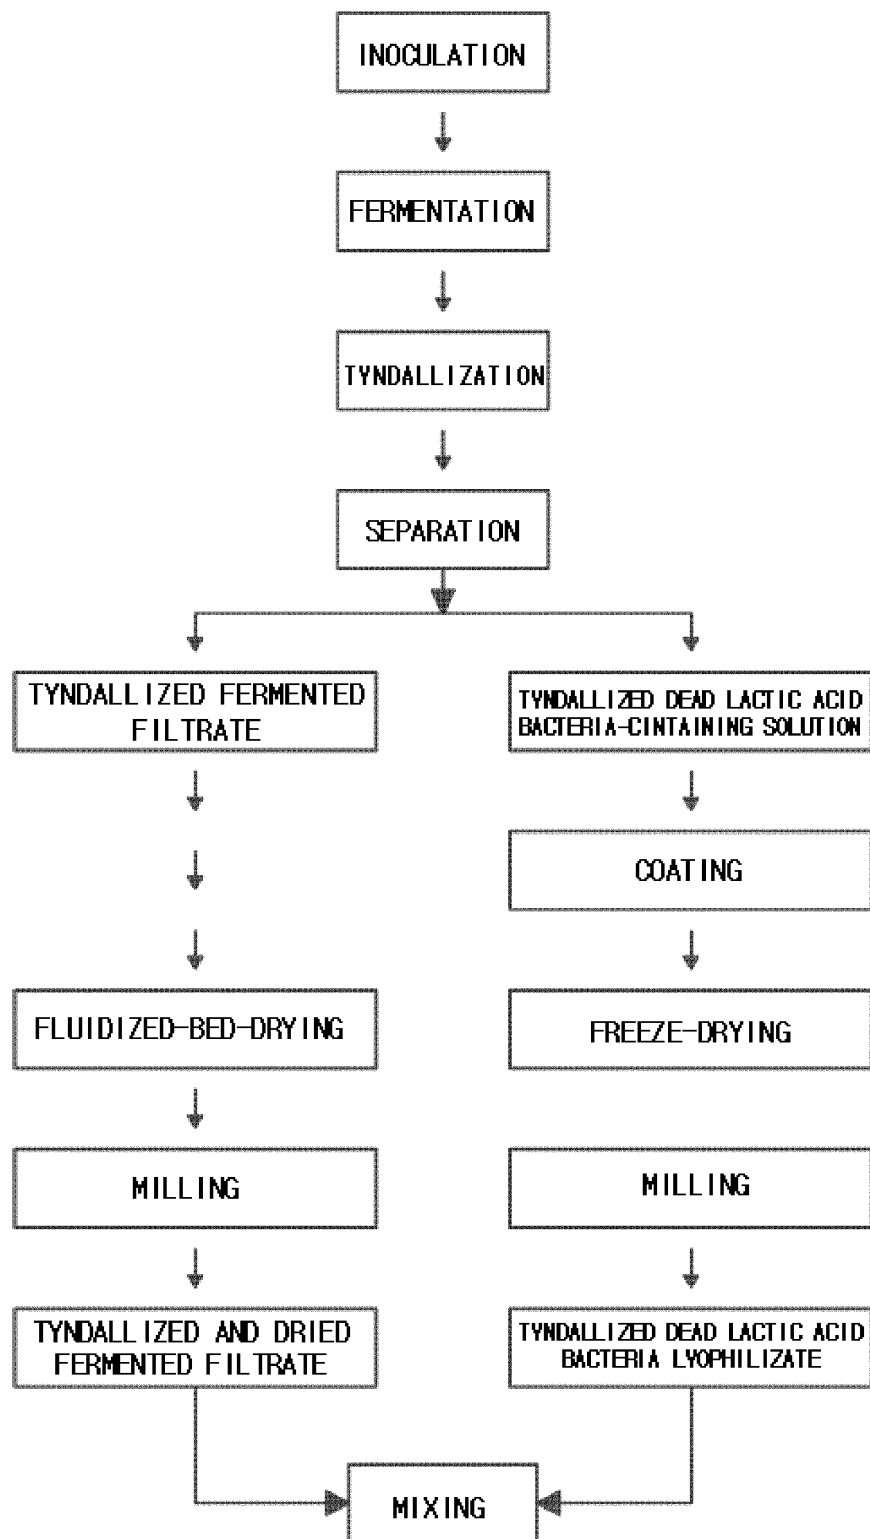 INOCULATION
FERMENTATION
TYNDALLIZATION
SEPARATION
TYNDALLIZED FERMENTED
FILTRATE
TYNDALLIZED DEAD LACTIC ACID
BACTERIA-CINTAINING SOLUTION
COATING
FLUIDIZED-BED-DRYING
FREEZE-DRYING
MILLING
MILLING
TYNDALLIZED AND DRIED
FERMENTED FILTRATE
TYNDALLIZED DEAD LACTIC ACID
BACTERIA LYOPHILIZATE
MIXING